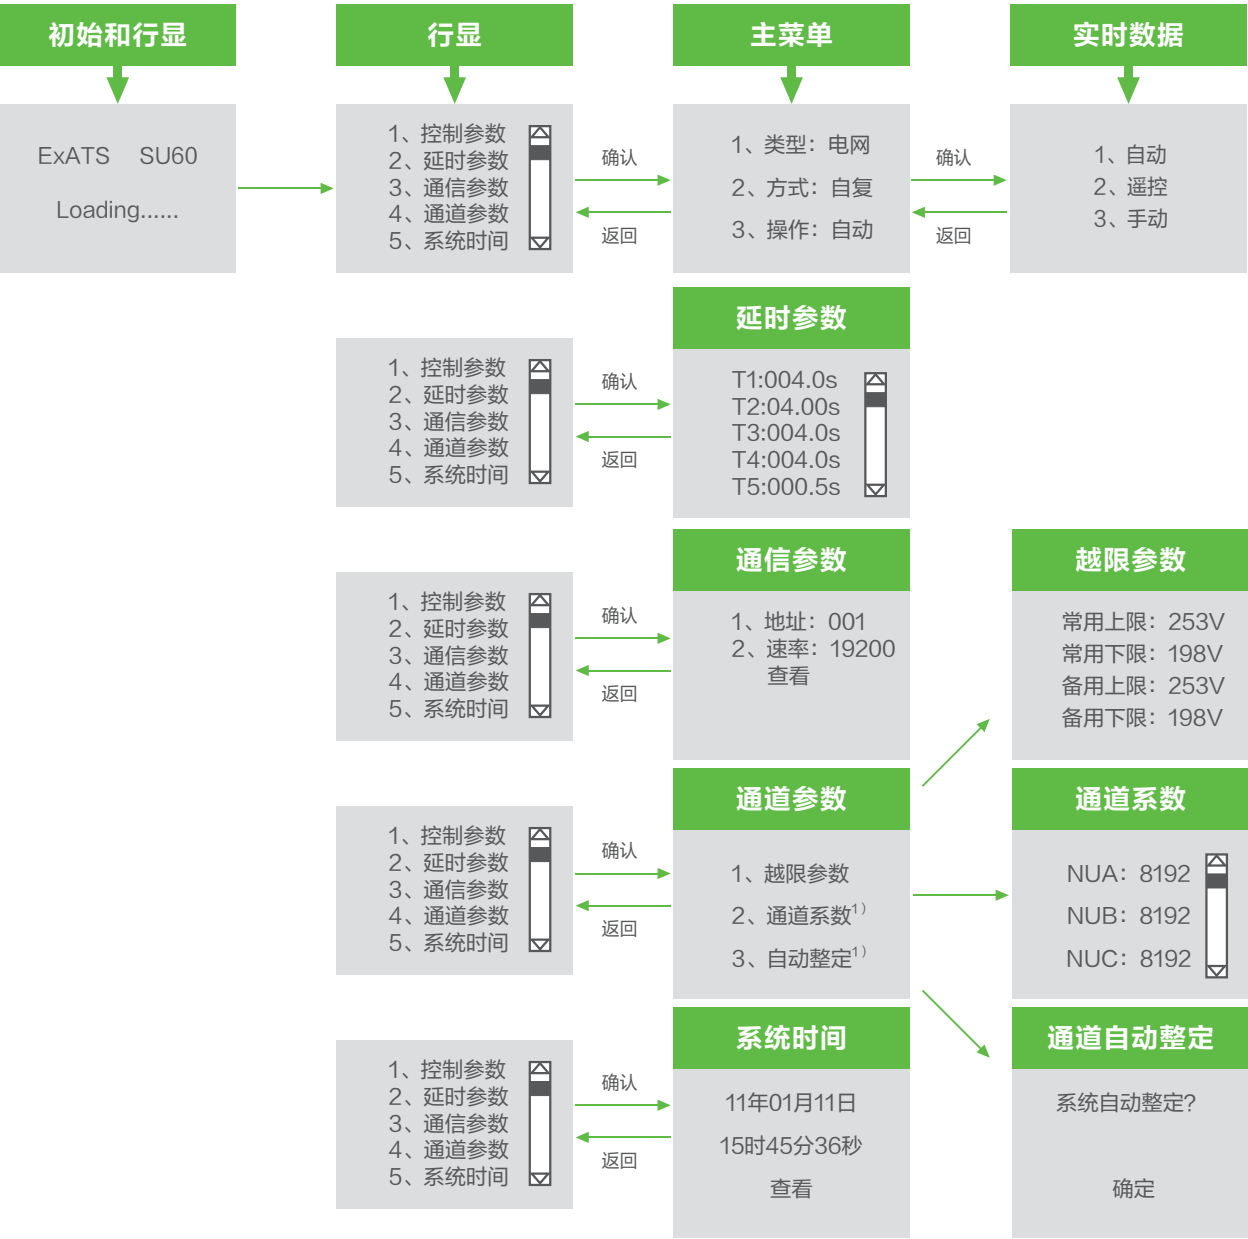 初始和行显
行显
主菜单
实时数据
ExATS SU60
Loading......
1、控制参数
2、延时参数
3、通信参数
4、通道参数
5、系统时间
确认
返回
1、类型：电网
2、方式：自复
3、操作：自动
确认
返回
1、自动
2、遥控
3、手动
1、控制参数
2、延时参数
3、通信参数
4、通道参数
5、系统时间
确认
返回
延时参数
T1:004.0s
T2:04.00s
T3:004.0s
T4:004.0s
T5:000.5s
1、控制参数
2、延时参数
3、通信参数
4、通道参数
5、系统时间
确认
返回
通信参数
1、地址：001
2、速率：19200
查看
越限参数
常用上限：253V
常用下限：198V
备用上限：253V
备用下限：198V
1、控制参数
2、延时参数
3、通信参数
4、通道参数
5、系统时间
确认
返回
通道参数
1、越限参数
2、通道系数1）
3、自动整定1）
通道系数
NUA：8192
NUB：8192
NUC：8192
1、控制参数
2、延时参数
3、通信参数
4、通道参数
5、系统时间
确认
返回
系统时间
11年01月11日
15时45分36秒
查看
通道自动整定
系统自动整定?
确定